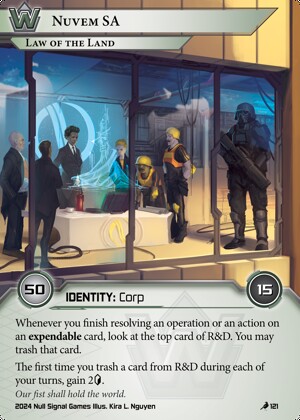 Nuvem SA
Law of the Land
50
IDENTITY: Corp
15
Whenever you finish resolving an operation or an action on
an expendable card, look at the top card of R&D. You may
trash that card.
The first time you trash a card from R&D during each of
your turns, gain 2.
Our fist shall hold the world.
2024 Null Signal Games Illus. Kira L. Nguyen
121